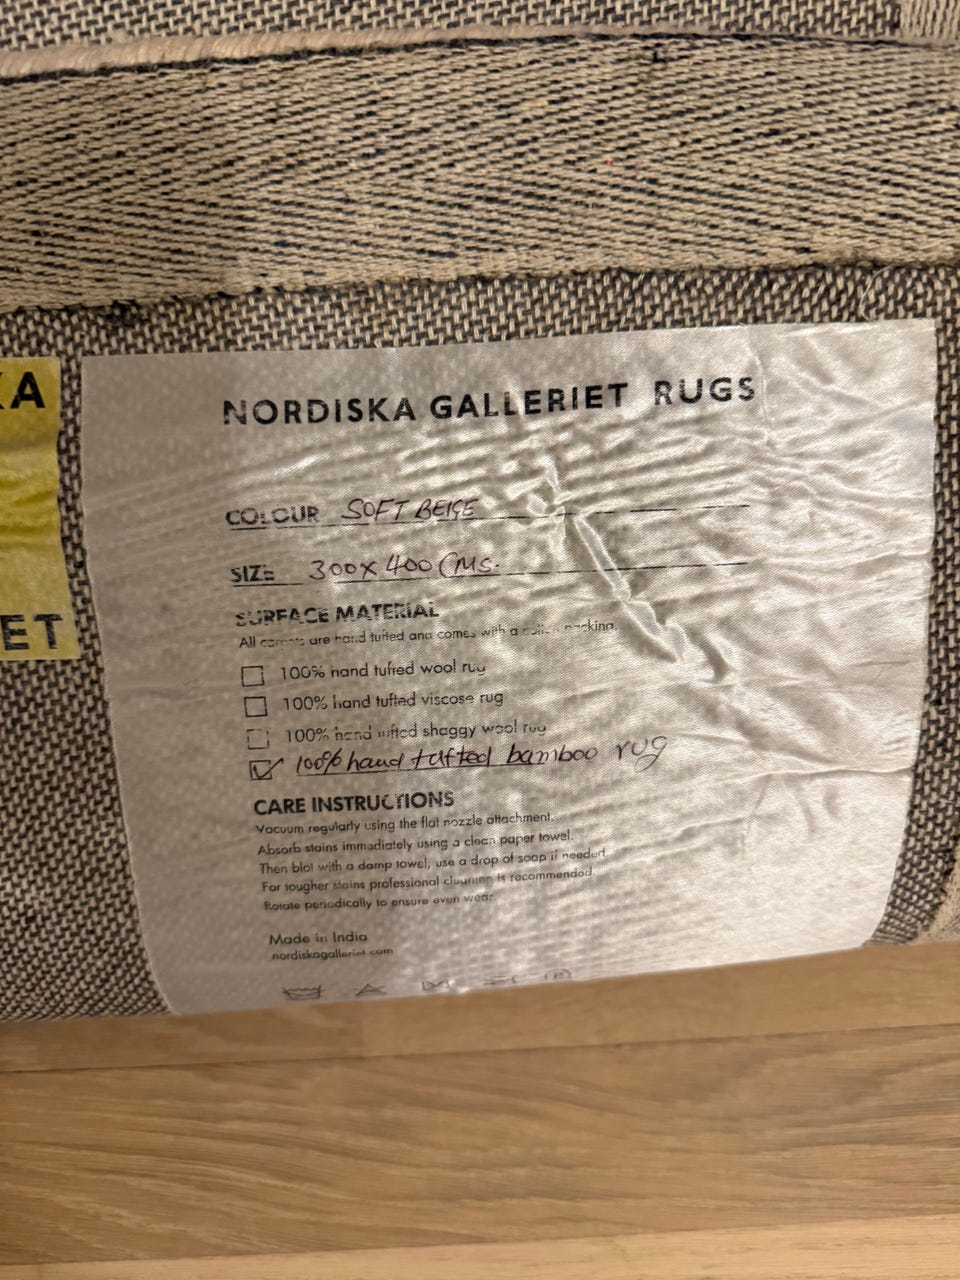 KA
ET
NORDISKA GALLERIET RUGS
COLOUR SOFT BEIGE
SIZE 300X400 CMS.
SURFACE MATERIAL
All carpets are hand tufted and comes with a cotton backing.
100% hand tufted wool rug
100% hand tufted viscose rug
100% hand tufted shaggy wool rug
100% hand tufted bamboo rug
CARE INSTRUCTIONS
Vacuum regularly using the flat nozzle attachment.
Absorb stains immediately using a clean paper towel.
Then blot with a damp towel, use a drop of soap if needed.
For tougher stains professional cleaning is recommended.
Rotate periodically to ensure even wear.
Made in India
nordiskagalleriet.com